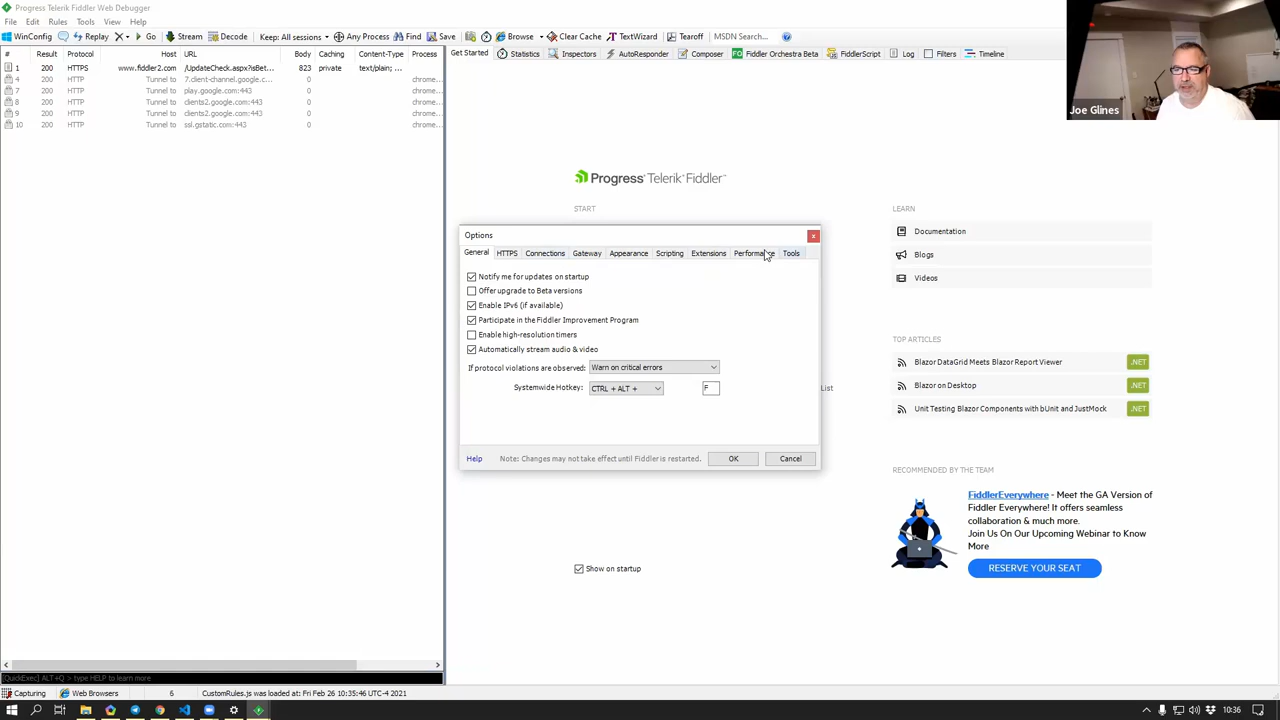 Progress Telerik Fiddler Web Debugger
File Edit Rules Tools View Help
WinConfig Replay Go Stream Decode Keep: All sessions Any Process Find Save Browse Clear Cache TextWizard Tearoff MSDN Search...
# Result Protocol Host URL Body Caching Content-Type Process
1 200 HTTPS www.fiddler2.com /UpdateCheck.aspx?isBet... 823 private text/plain; ...
4 200 HTTP Tunnel to 7.client-channel.google.c... 0 chrome...
7 200 HTTP Tunnel to play.google.com:443 0 chrome...
8 200 HTTP Tunnel to clients2.google.com:443 0 chrome...
9 200 HTTP Tunnel to clients2.google.com:443 0 chrome...
10 200 HTTP Tunnel to ssl.gstatic.com:443 0 chrome...
Get Started Statistics Inspectors AutoResponder Composer FO Fiddler Orchestra Beta FiddlerScript Log Filters Timeline
Joe Glines
Progress Telerik Fiddler
START
LEARN
Documentation
Blogs
Videos
Options
General HTTPS Connections Gateway Appearance Scripting Extensions Performance Tools
Notify me for updates on startup
Offer upgrade to Beta versions
Enable IPv6 (if available)
Participate in the Fiddler Improvement Program
Enable high-resolution timers
Automatically stream audio & video
If protocol violations are observed: Warn on critical errors
Systemwide Hotkey: CTRL + ALT + F
Help Note: Changes may not take effect until Fiddler is restarted. OK Cancel
List
TOP ARTICLES
Blazor DataGrid Meets Blazor Report Viewer .NET
Blazor on Desktop .NET
Unit Testing Blazor Components with bUnit and JustMock .NET
RECOMMENDED BY THE TEAM
FiddlerEverywhere - Meet the GA Version of
Fiddler Everywhere! It offers seamless
collaboration & much more.
Join Us On Our Upcoming Webinar to Know
More
RESERVE YOUR SEAT
Show on startup
[QuickExec] ALT+Q > type HELP to learn more
Capturing Web Browsers 6 CustomRules.js was loaded at: Fri Feb 26 10:35:46 UTC-4 2021
10:36